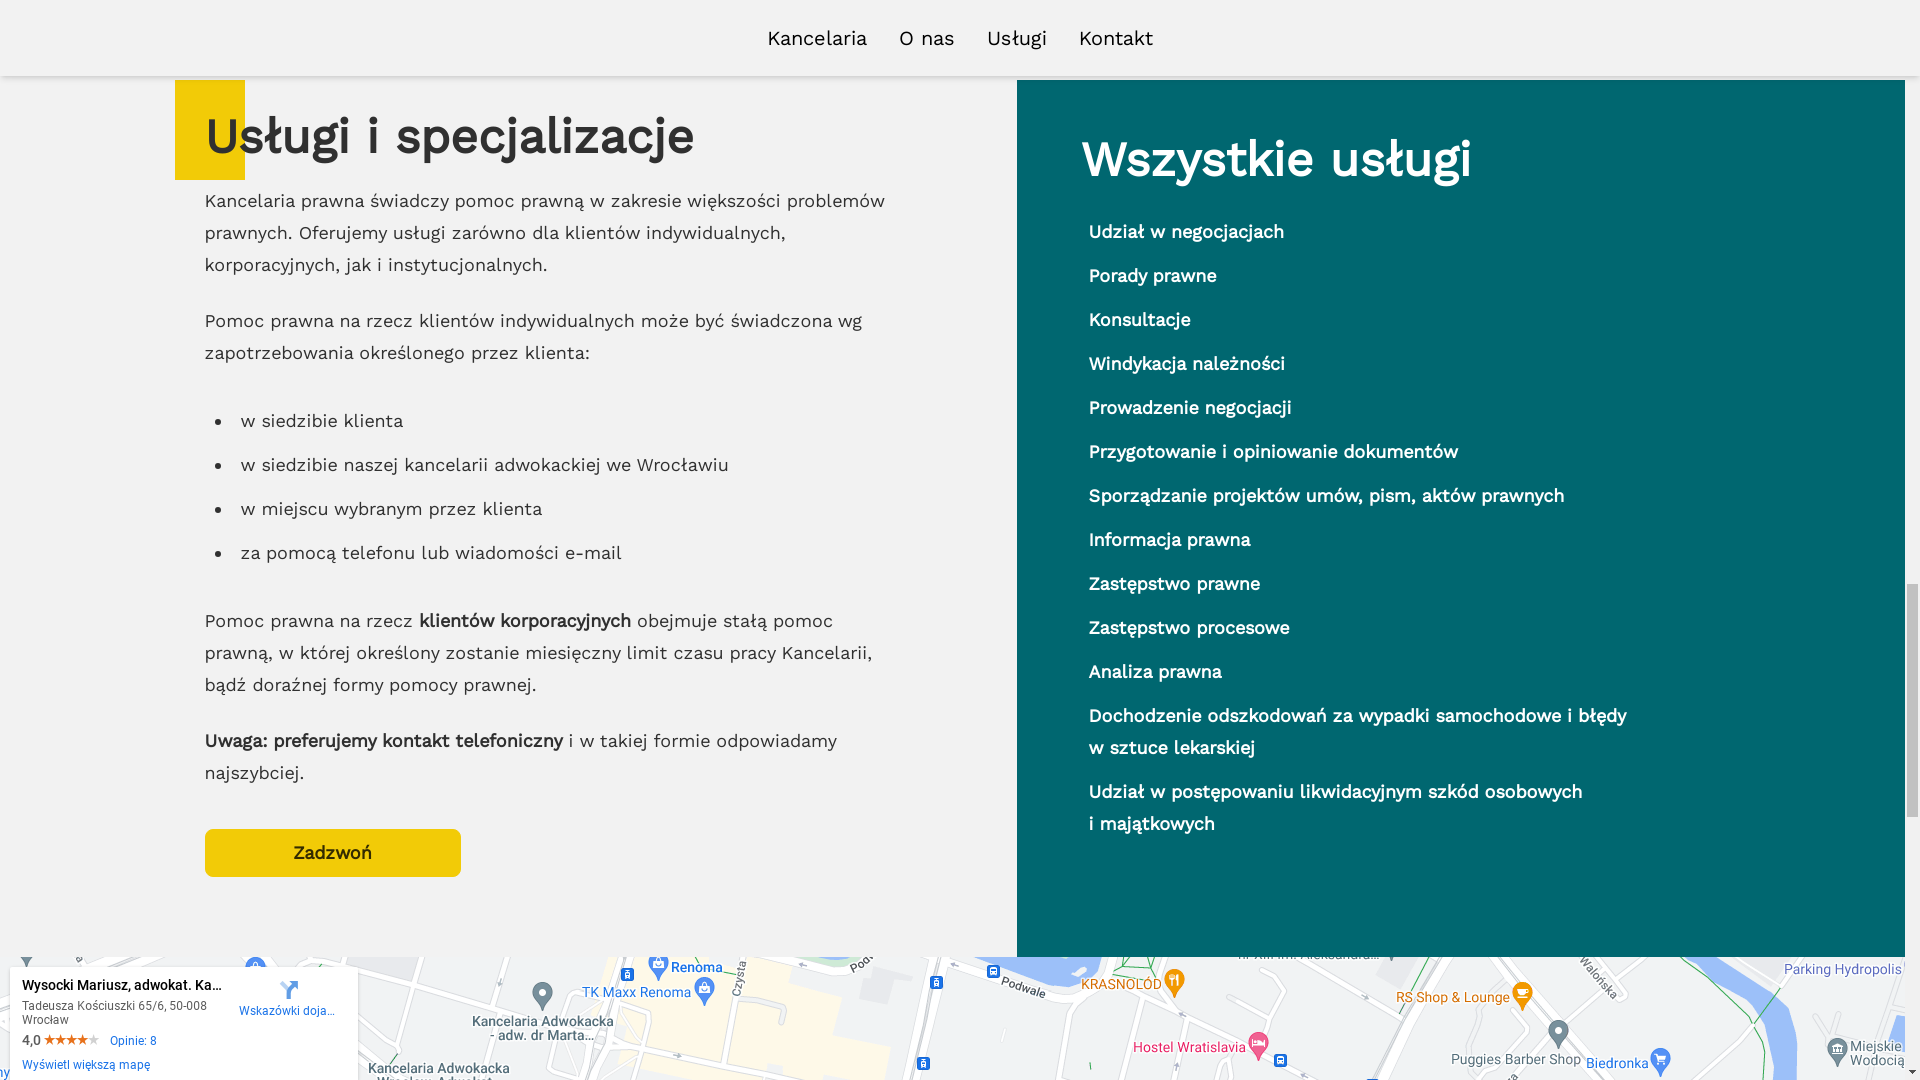 Kancelaria O nas Usługi Kontakt
Usługi i specjalizacje
Kancelaria prawna świadczy pomoc prawną w zakresie większości problemów
prawnych. Oferujemy usługi zarówno dla klientów indywidualnych,
korporacyjnych, jak i instytucjonalnych.
Pomoc prawna na rzecz klientów indywidualnych może być świadczona wg
zapotrzebowania określonego przez klienta:
w siedzibie klienta
w siedzibie naszej kancelarii adwokackiej we Wrocławiu
w miejscu wybranym przez klienta
za pomocą telefonu lub wiadomości e-mail
Pomoc prawna na rzecz klientów korporacyjnych obejmuje stałą pomoc
prawną, w której określony zostanie miesięczny limit czasu pracy Kancelarii,
bądź doraźnej formy pomocy prawnej.
Uwaga: preferujemy kontakt telefoniczny i w takiej formie odpowiadamy
najszybciej.
Zadzwoń
Wszystkie usługi
Udział w negocjacjach
Porady prawne
Konsultacje
Windykacja należności
Prowadzenie negocjacji
Przygotowanie i opiniowanie dokumentów
Sporządzanie projektów umów, pism, aktów prawnych
Informacja prawna
Zastępstwo prawne
Zastępstwo procesowe
Analiza prawna
Dochodzenie odszkodowań za wypadki samochodowe i błędy
w sztuce lekarskiej
Udział w postępowaniu likwidacyjnym szkód osobowych
i majątkowych
Wysocki Mariusz, adwokat. Ka...
Tadeusza Kościuszki 65/6, 50-008
Wrocław
4,0 Opinie: 8
Wyświetl większą mapę
Wskazówki doja...
Kancelaria Adwokacka
- adw. dr Marta...
Kancelaria Adwokacka
Renoma
TK Maxx Renoma
Czysta
Podwale
KRASNOLÓD
Hostel Wratislavia
RS Shop & Lounge
Walońska
Puggies Barber Shop
Biedronka
Parking Hydropolis
Miejskie
Wodocią